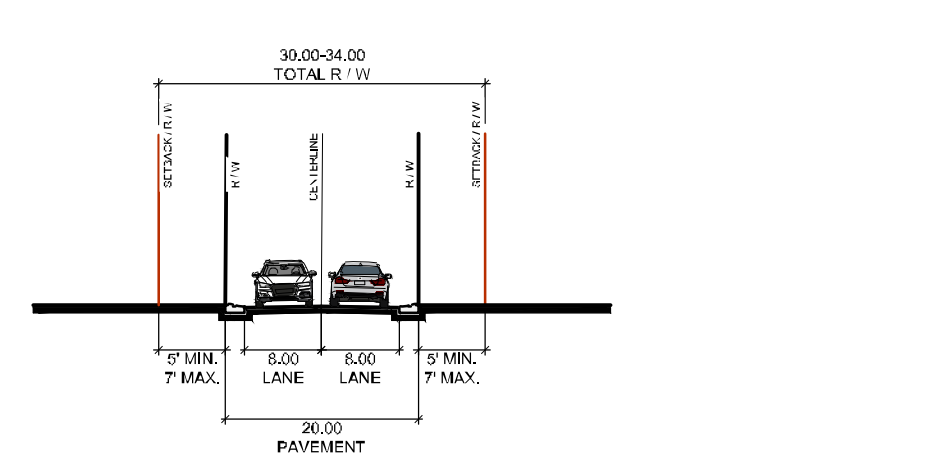 30.00-34.00
TOTAL R / W
SETBACK / R / W
R / W
CENTERLINE
R / W
SETBACK / R / W
5' MIN.
7' MAX.
8.00
LANE
8.00
LANE
5' MIN.
7' MAX.
20.00
PAVEMENT